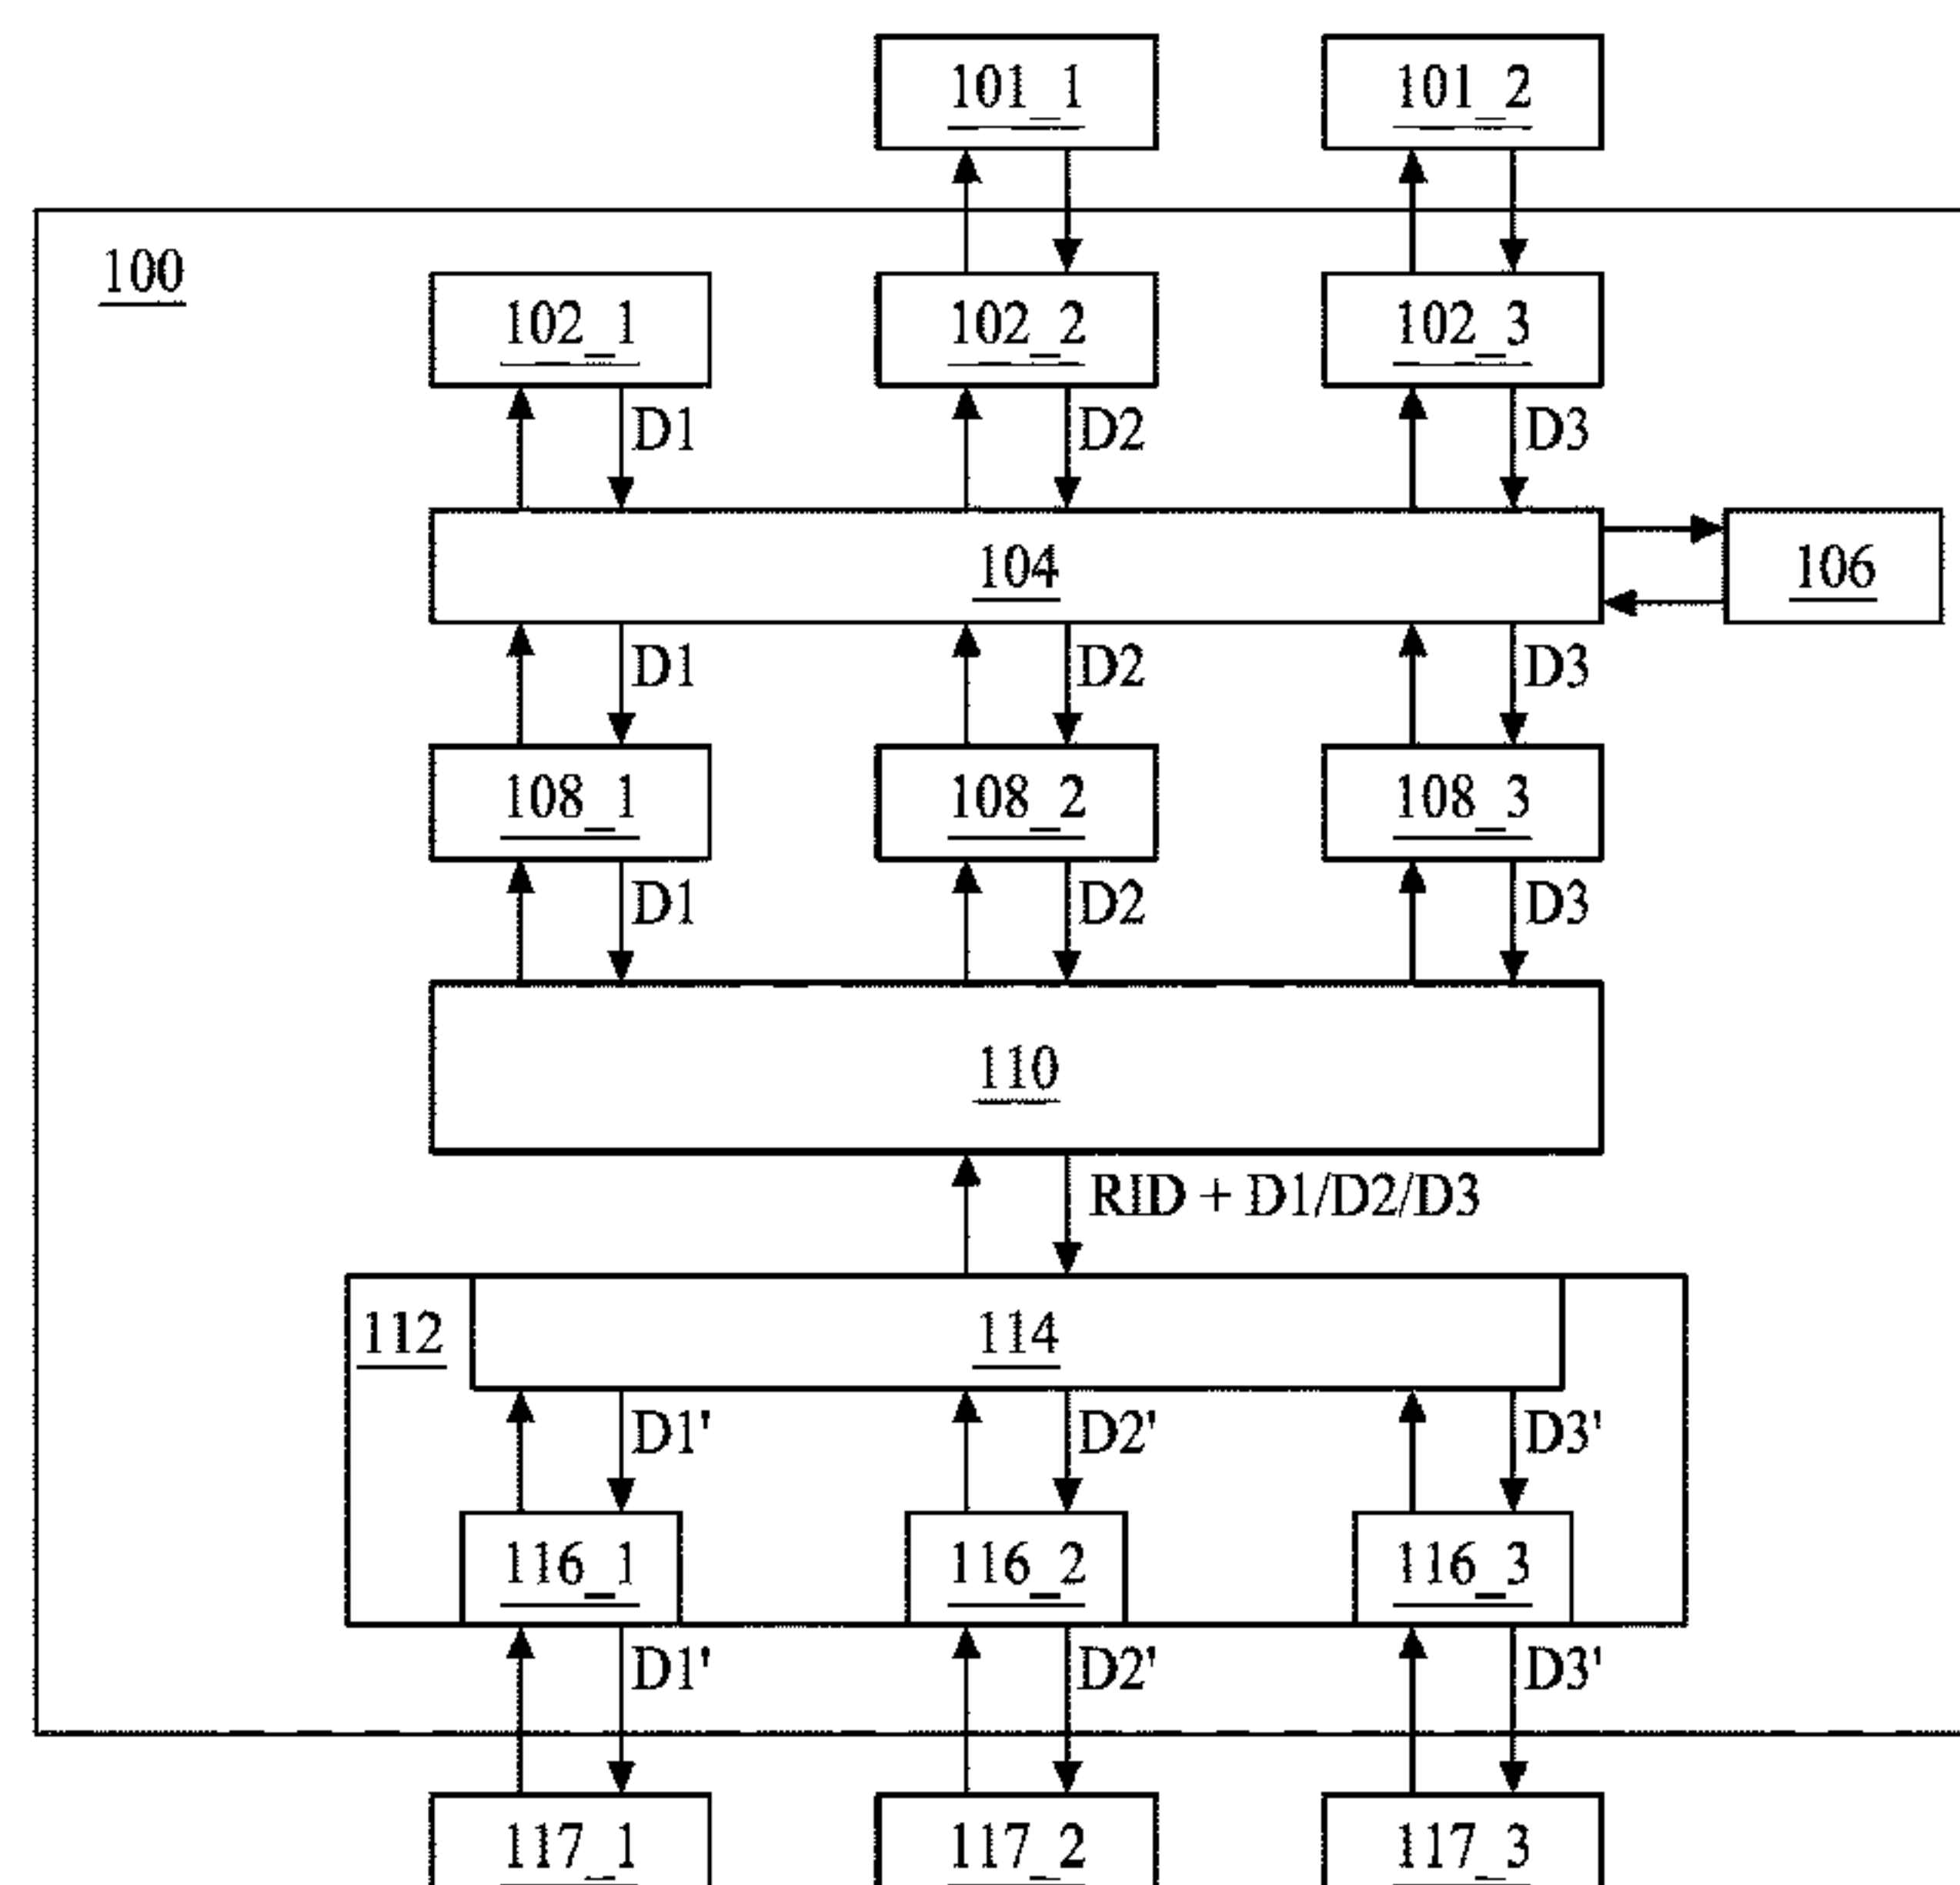 101_1 101_2
100
102_1 102_2 102_3
D1 D2 D3
104 106
D1 D2 D3
108_1 108_2 108_3
D1 D2 D3
110
RID + D1/D2/D3
112 114
D1' D2' D3'
116_1 116_2 116_3
D1' D2' D3'
117_1 117_2 117_3